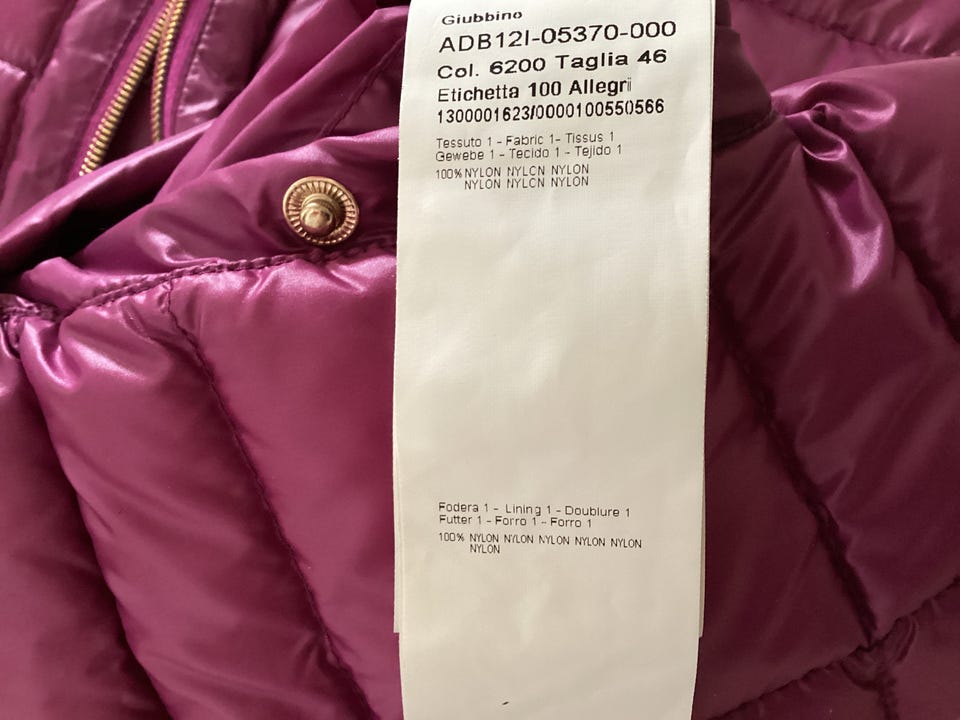 Giubbino
ADB12I-05370-000
Col. 6200 Taglia 46
Etichetta 100 Allegri
1300001623/0000100550566
Tessuto 1 - Fabric 1- Tissus 1
Gewebe 1 - Tecido 1 - Tejido 1
100% NYLON NYLCN NYLON
NYLON NYLCN NYLON
Fodera 1 - Lining 1 - Doublure 1
Futter 1 - Forro 1 - Forro 1
100% NYLON NYLON NYLON NYLON NYLON
NYLON